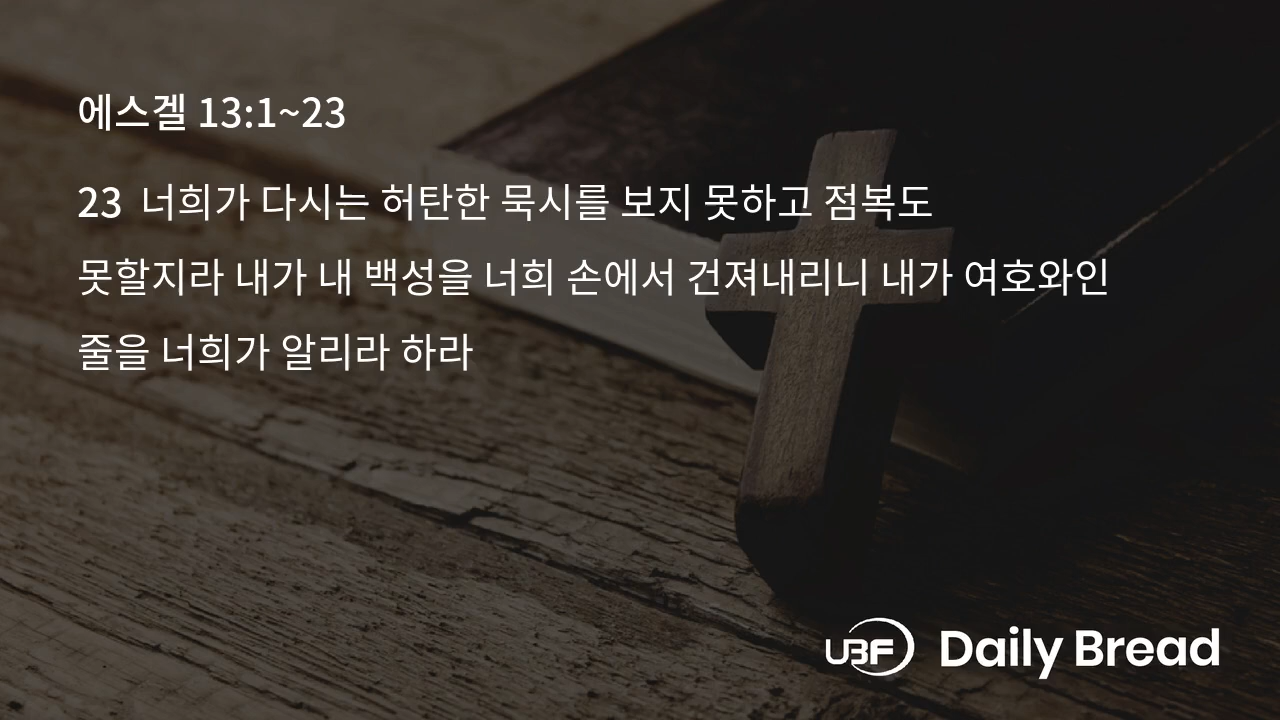 에스겔 13:1~23
23 너희가 다시는 허탄한 묵시를 보지 못하고 점복도
못할지라 내가 내 백성을 너희 손에서 건져내리니 내가 여호와인
줄을 너희가 알리라 하라
UBF Daily Bread